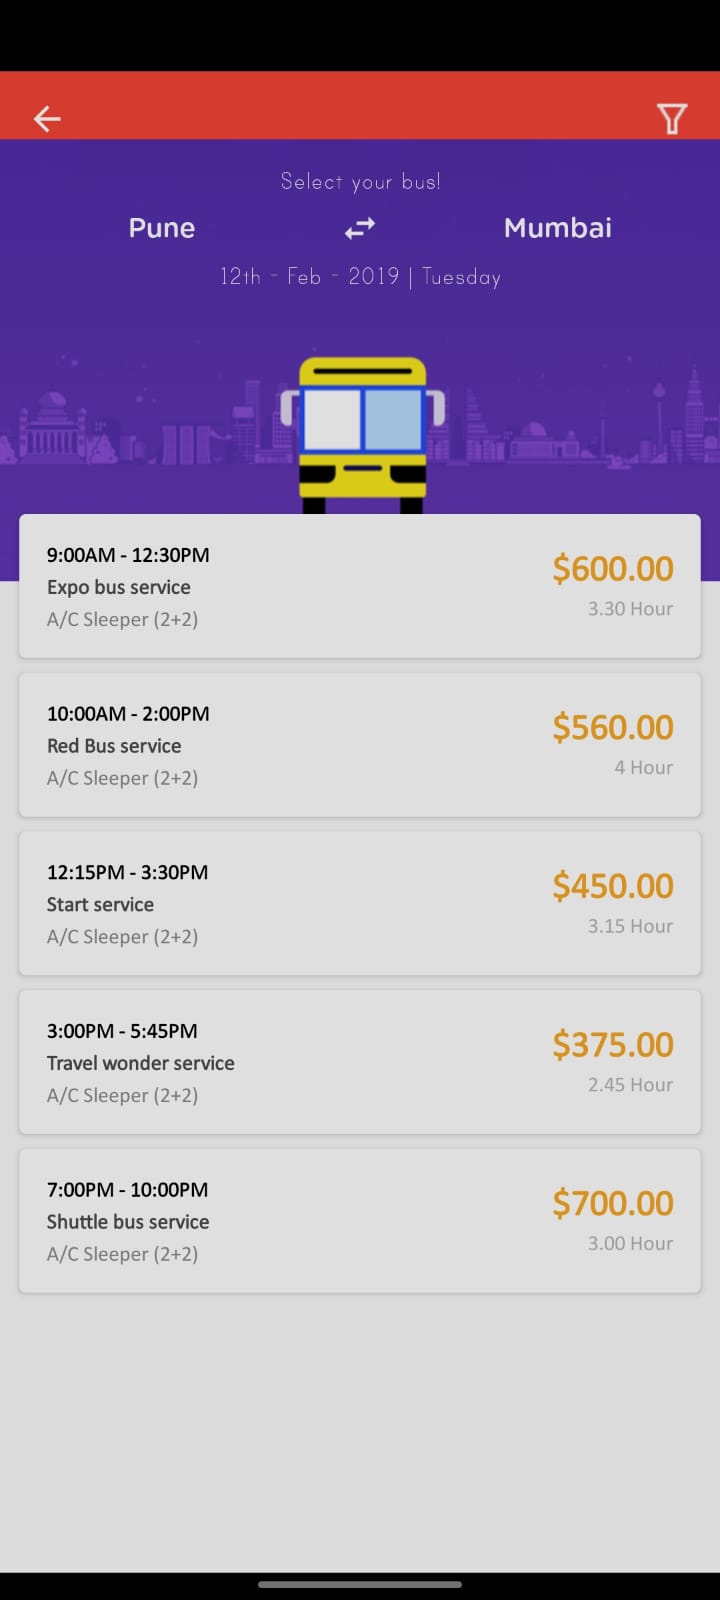 Select your bus!
Pune Mumbai
12th - Feb - 2019 | Tuesday
9:00AM - 12:30PM
Expo bus service
A/C Sleeper (2+2)
$600.00
3.30 Hour
10:00AM - 2:00PM
Red Bus service
A/C Sleeper (2+2)
$560.00
4 Hour
12:15PM - 3:30PM
Start service
A/C Sleeper (2+2)
$450.00
3.15 Hour
3:00PM - 5:45PM
Travel wonder service
A/C Sleeper (2+2)
$375.00
2.45 Hour
7:00PM - 10:00PM
Shuttle bus service
A/C Sleeper (2+2)
$700.00
3.00 Hour